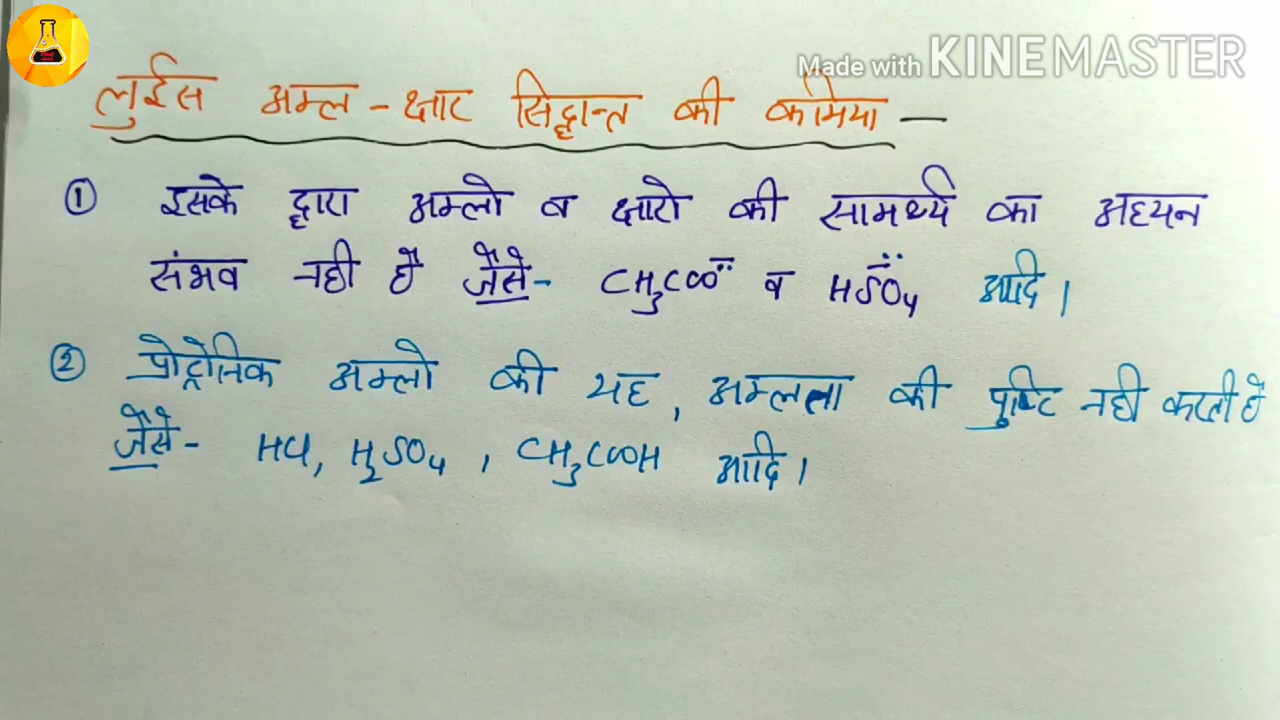 Made with KINEMASTER
लुईस अम्ल - क्षार सिद्धान्त की कमिया —
① इसके द्वारा अम्लो व क्षारो की सामर्थ्य का अध्यन
संभव नही है जैसे- CH₃COO⁻ व HSO₄⁻ आदि।
② प्रोट्रोनिक अम्लो की यह, अम्लता की पुष्टि नही करती है
जैसे- HCl, H₂SO₄, CH₃COOH आदि।